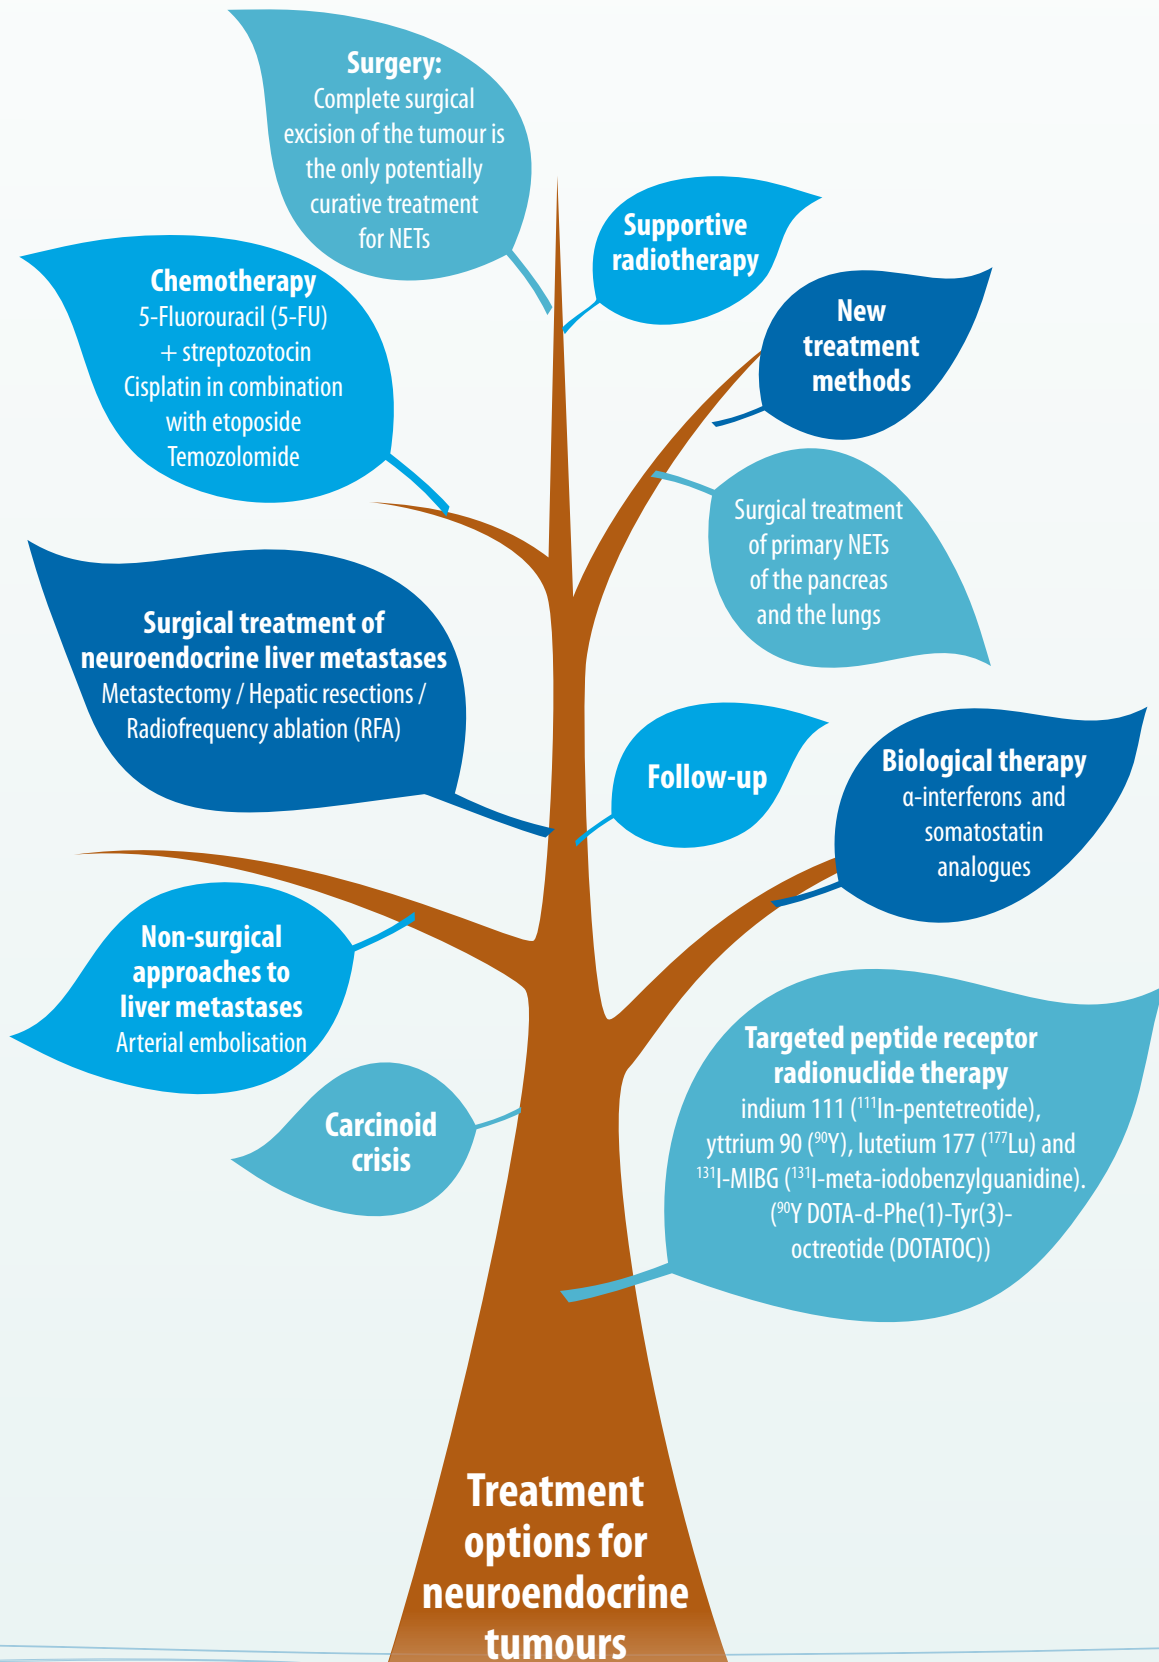 Surgery:
Complete surgical
excision of the tumour is
the only potentially
curative treatment
for NETs
Supportive
radiotherapy
Chemotherapy
5-Fluorouracil (5-FU)
+ streptozotocin
Cisplatin in combination
with etoposide
Temozolomide
New
treatment
methods
Surgical treatment
of primary NETs
of the pancreas
and the lungs
Surgical treatment of
neuroendocrine liver metastases
Metastectomy / Hepatic resections /
Radiofrequency ablation (RFA)
Follow-up
Biological therapy
α-interferons and
somatostatin
analogues
Non-surgical
approaches to
liver metastases
Arterial embolisation
Targeted peptide receptor
radionuclide therapy
indium 111 (¹¹¹In-pentetreotide),
yttrium 90 (⁹⁰Y), lutetium 177 (¹⁷⁷Lu) and
¹³¹I-MIBG (¹³¹I-meta-iodobenzylguanidine).
(⁹⁰Y DOTA-d-Phe(1)-Tyr(3)-
octreotide (DOTATOC))
Carcinoid
crisis
Treatment
options for
neuroendocrine
tumours